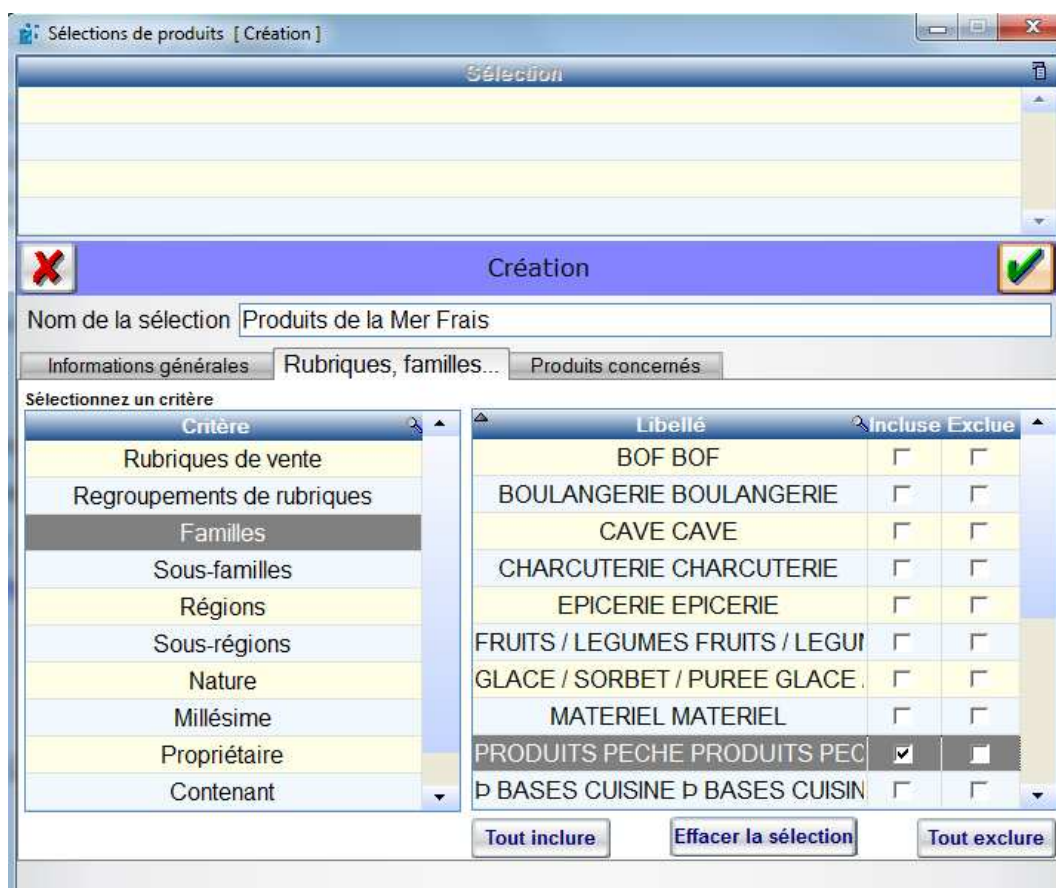 Sélections de produits [ Création ]
Sélection
Création
Nom de la sélection Produits de la Mer Frais
Informations générales Rubriques, familles... Produits concernés
Sélectionnez un critère
Critère Libellé Incluse Exclue
Rubriques de vente BOF BOF
Regroupements de rubriques BOULANGERIE BOULANGERIE
Familles CAVE CAVE
Sous-familles CHARCUTERIE CHARCUTERIE
Régions EPICERIE EPICERIE
Sous-régions FRUITS / LEGUMES FRUITS / LEGUM
Nature GLACE / SORBET / PUREE GLACE /
Millésime MATERIEL MATERIEL
Propriétaire PRODUITS PECHE PRODUITS PEC
Contenant Þ BASES CUISINE Þ BASES CUISIN
Tout inclure Effacer la sélection Tout exclure